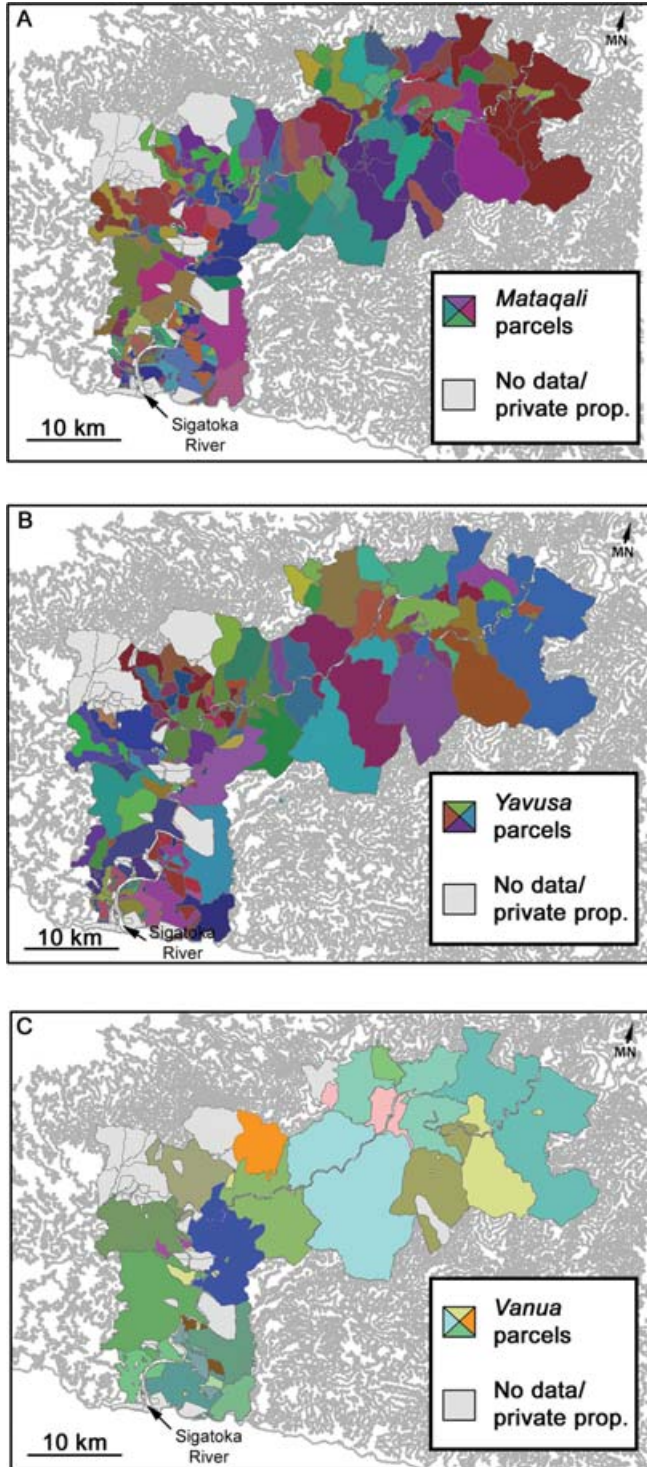 A
MN
Mataqali
parcels
No data/
private prop.
10 km
Sigatoka
River
B
MN
Yavusa
parcels
No data/
private prop.
10 km
Sigatoka
River
C
MN
Vanua
parcels
No data/
private prop.
10 km
Sigatoka
River